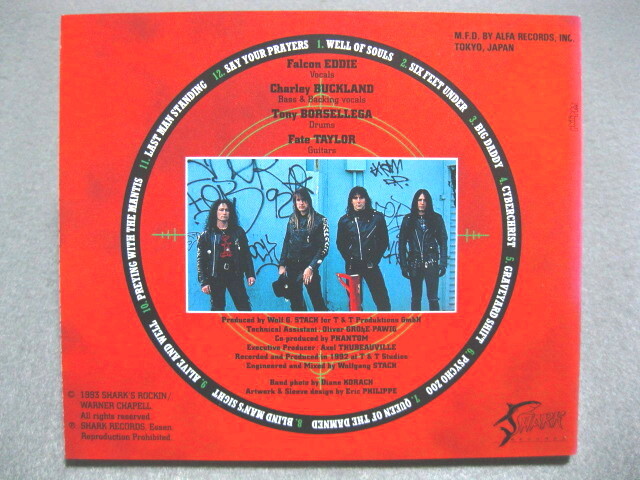 M.F.D. BY ALFA RECORDS, INC.
TOKYO, JAPAN
1. WELL OF SOULS
2. SIX FEET UNDER
3. BIG DADDY
4. CYBERCHRIST
5. GRAVEYARD SHIFT
6. PSYCHO ZOO
7. QUEEN OF THE DAMNED
8. BLIND MAN'S SIGHT
9. ALIVE AND WELL
10. PREYING WITH THE MANTIS
11. LAST MAN STANDING
12. SAY YOUR PRAYERS
Falcon EDDIE
Vocals
Charley BUCKLAND
Bass & Backing vocals
Tony BORSELLEGA
Drums
Fate TAYLOR
Guitars
Produced by Wolf G. STACH for T & T Produktions GmbH
Technical Assistant: Oliver GROßE-PAWIG
Co-produced by PHANTOM
Executive Producer: Axel THUBEAUVILLE
Recorded and Produced in 1993 at T & T Studios
Engineered and Mixed by Wolfgang STACH
Band photo by Diane KORACH
Artwork & Sleeve design by Eric PHILIPPE
© 1993 SHARK'S ROCKIN/
WARNER CHAPELL
All rights reserved.
℗ SHARK RECORDS, Essen.
Reproduction Prohibited
SHARK
RECORDS